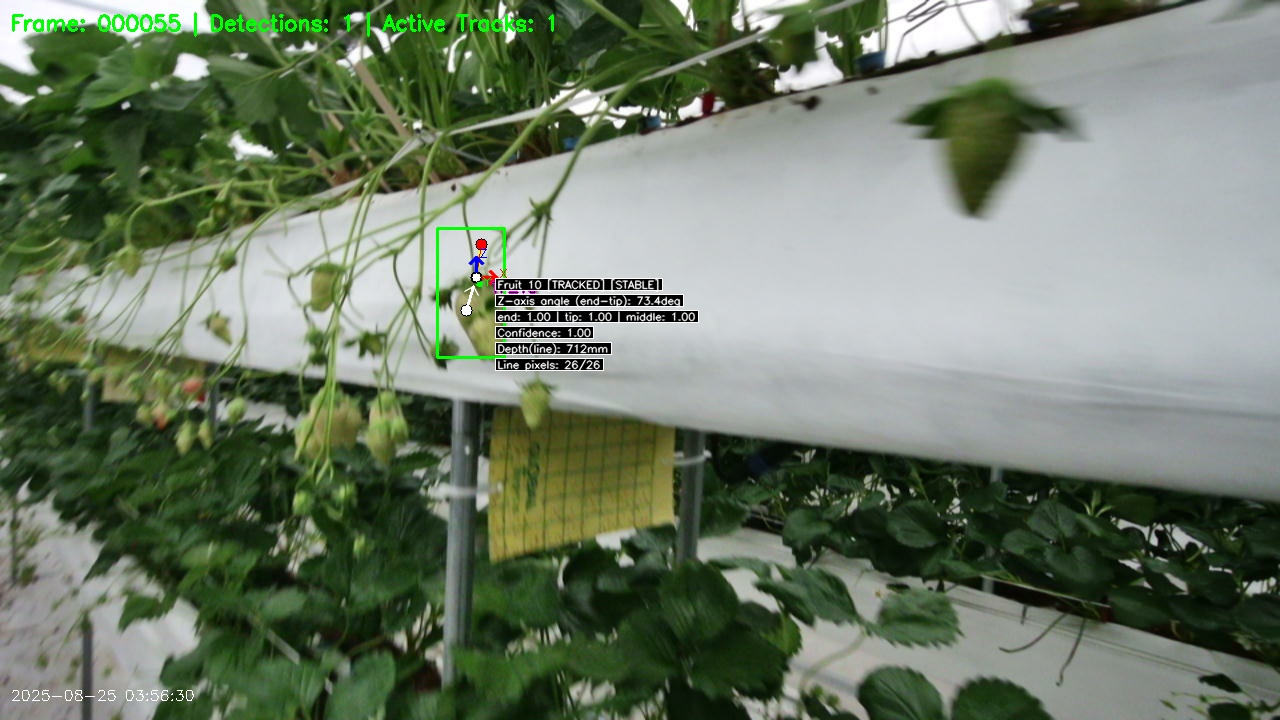 Frame: 000055 | Detections: 1 | Active Tracks: 1
Z
X
Fruit 10 [TRACKED] [STABLE]
Z-axis angle (end-tip): 73.4deg
end: 1.00 | tip: 1.00 | middle: 1.00
Confidence: 1.00
Depth(line): 712mm
Line pixels: 26/26
2025-08-25 03:56:30